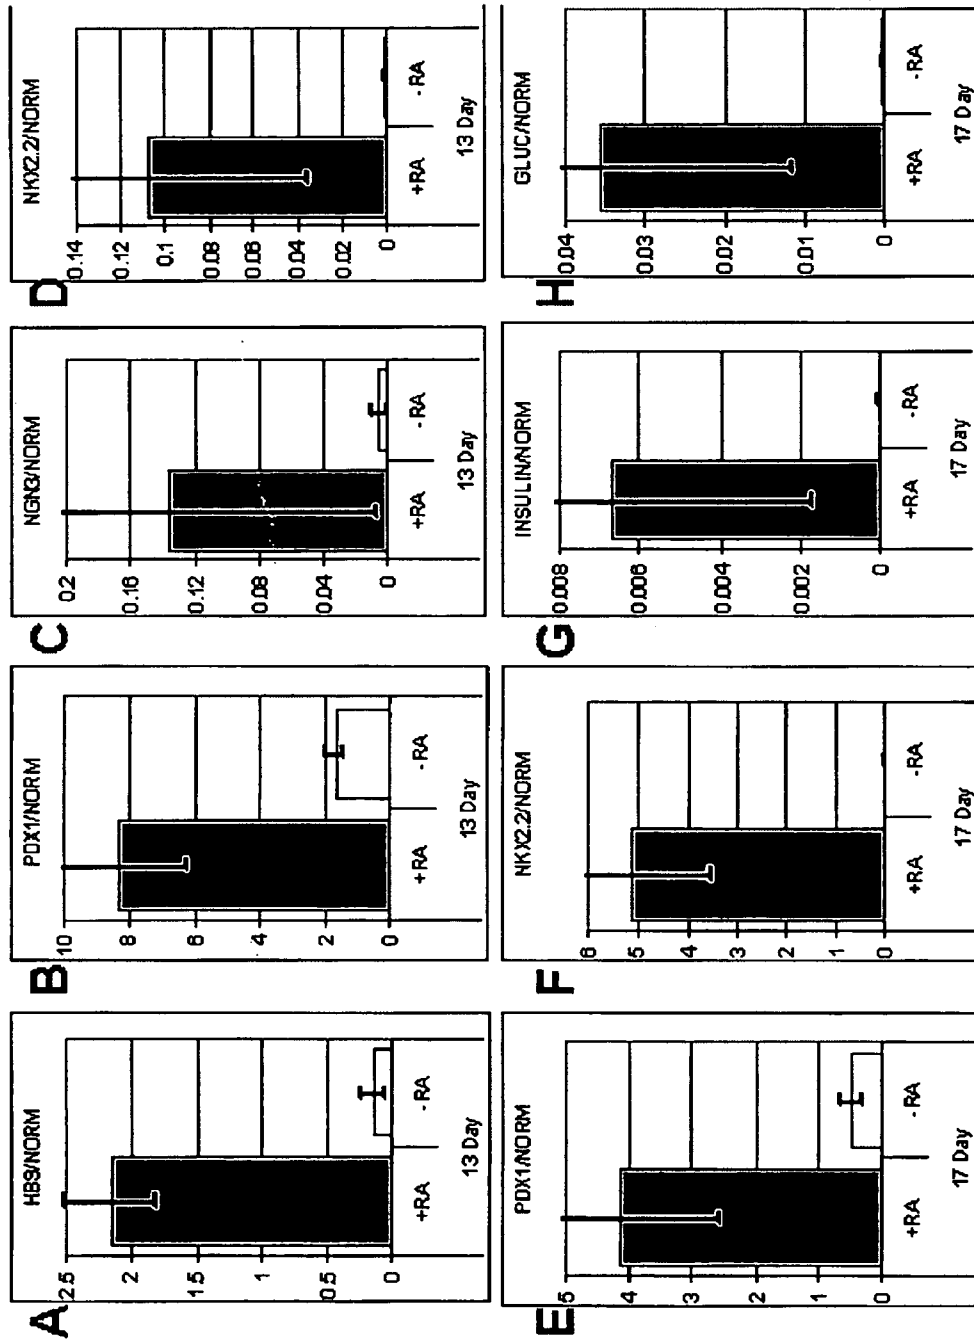 A
HB9/NORM
2.5
2
1.5
1
0.5
0
+RA
-RA
13 Day
B
PDX1/NORM
10
8
6
4
2
0
+RA
-RA
13 Day
C
NGN3/NORM
0.2
0.16
0.12
0.08
0.04
0
+RA
-RA
13 Day
D
NKX2.2/NORM
0.14
0.12
0.1
0.08
0.06
0.04
0.02
0
+RA
-RA
13 Day
E
PDX1/NORM
5
4
3
2
1
0
+RA
-RA
17 Day
F
NKX2.2/NORM
6
5
4
3
2
1
0
+RA
-RA
17 Day
G
INSULIN/NORM
0.008
0.006
0.004
0.002
0
+RA
-RA
17 Day
H
GLUC/NORM
0.04
0.03
0.02
0.01
0
+RA
-RA
17 Day